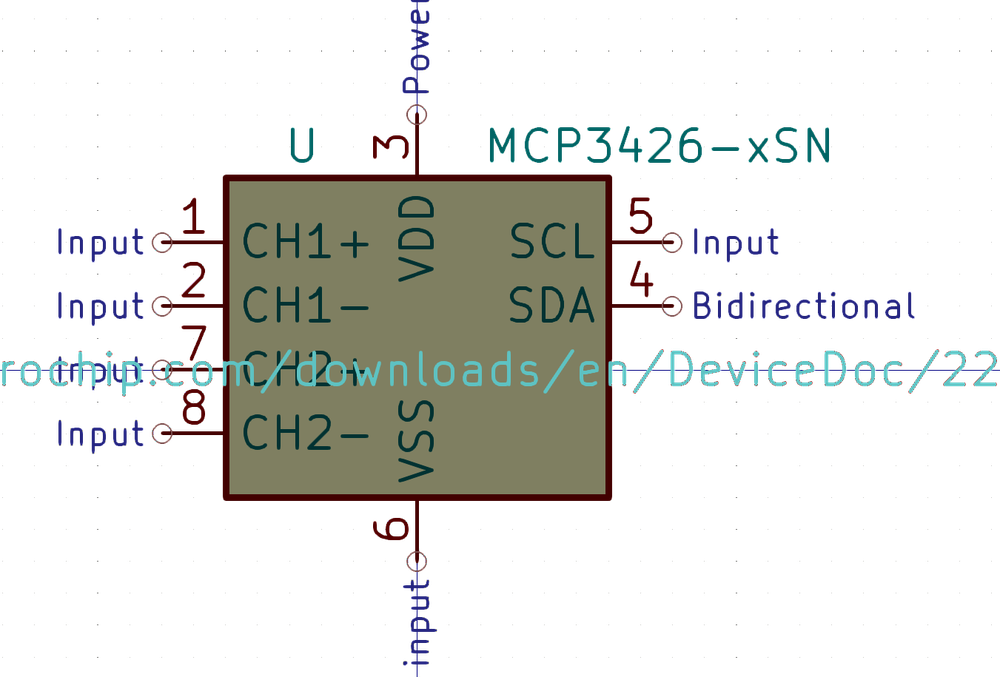 Power
U
3
MCP3426-xSN
1
5
Input
CH1+
VDD
SCL
Input
2
4
Input
CH1-
SDA
Bidirectional
7
Input
CH2+
rochip.com/downloads/en/DeviceDoc/22
8
Input
CH2-
VSS
6
input